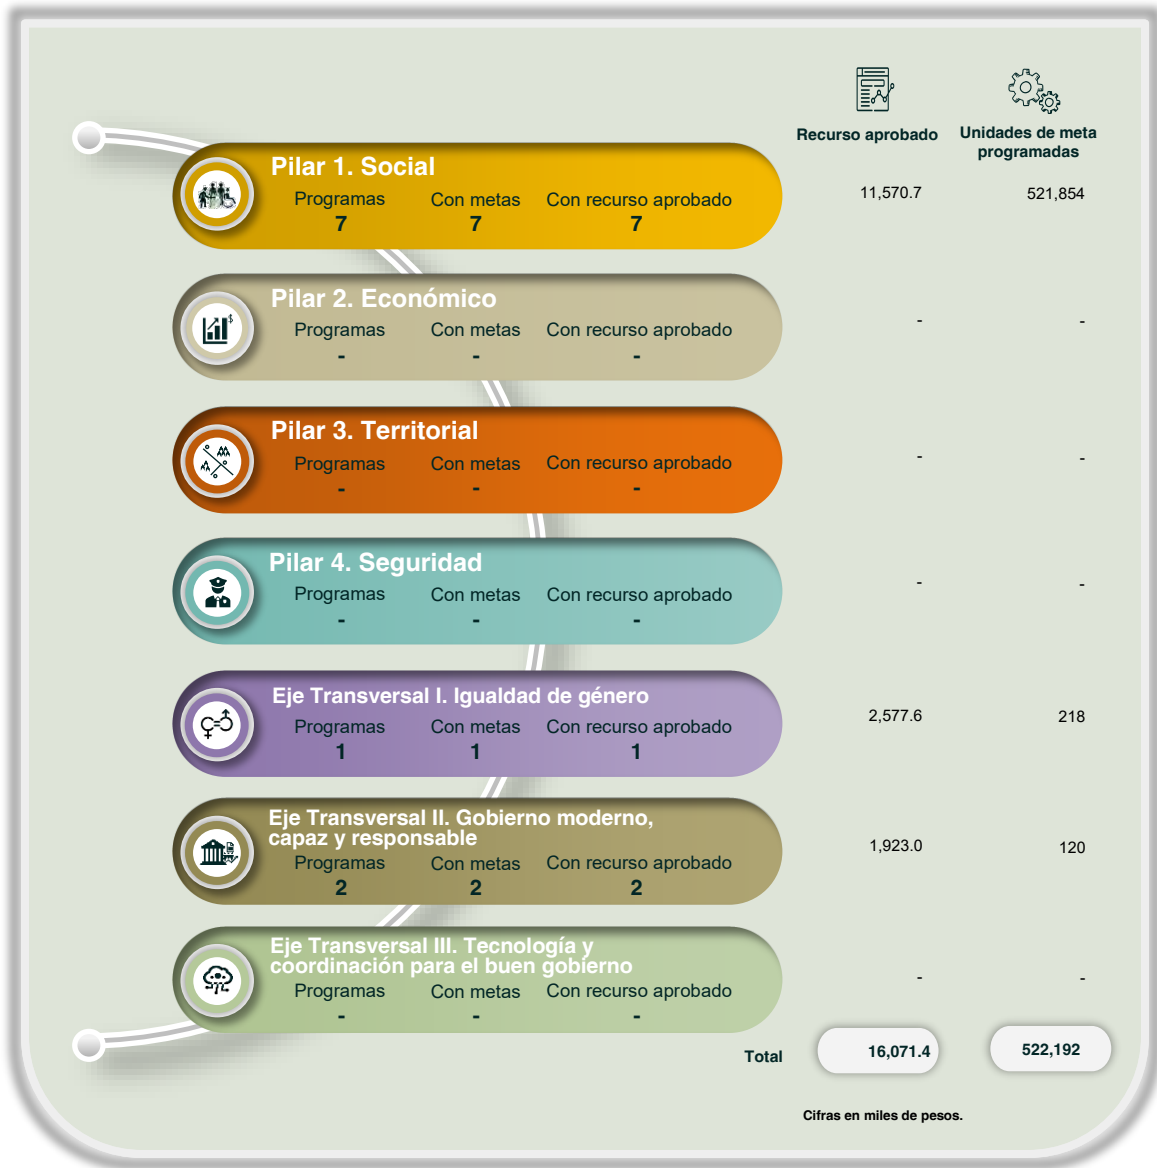 Recurso aprobado
Unidades de meta
programadas
Pilar 1. Social
Programas Con metas Con recurso aprobado
7 7 7
11,570.7 521,854
Pilar 2. Económico
Programas Con metas Con recurso aprobado
- - -
- -
Pilar 3. Territorial
Programas Con metas Con recurso aprobado
- - -
- -
Pilar 4. Seguridad
Programas Con metas Con recurso aprobado
- - -
- -
Eje Transversal I. Igualdad de género
Programas Con metas Con recurso aprobado
1 1 1
2,577.6 218
Eje Transversal II. Gobierno moderno,
capaz y responsable
Programas Con metas Con recurso aprobado
2 2 2
1,923.0 120
Eje Transversal III. Tecnología y
coordinación para el buen gobierno
Programas Con metas Con recurso aprobado
- - -
- -
Total 16,071.4 522,192
Cifras en miles de pesos.